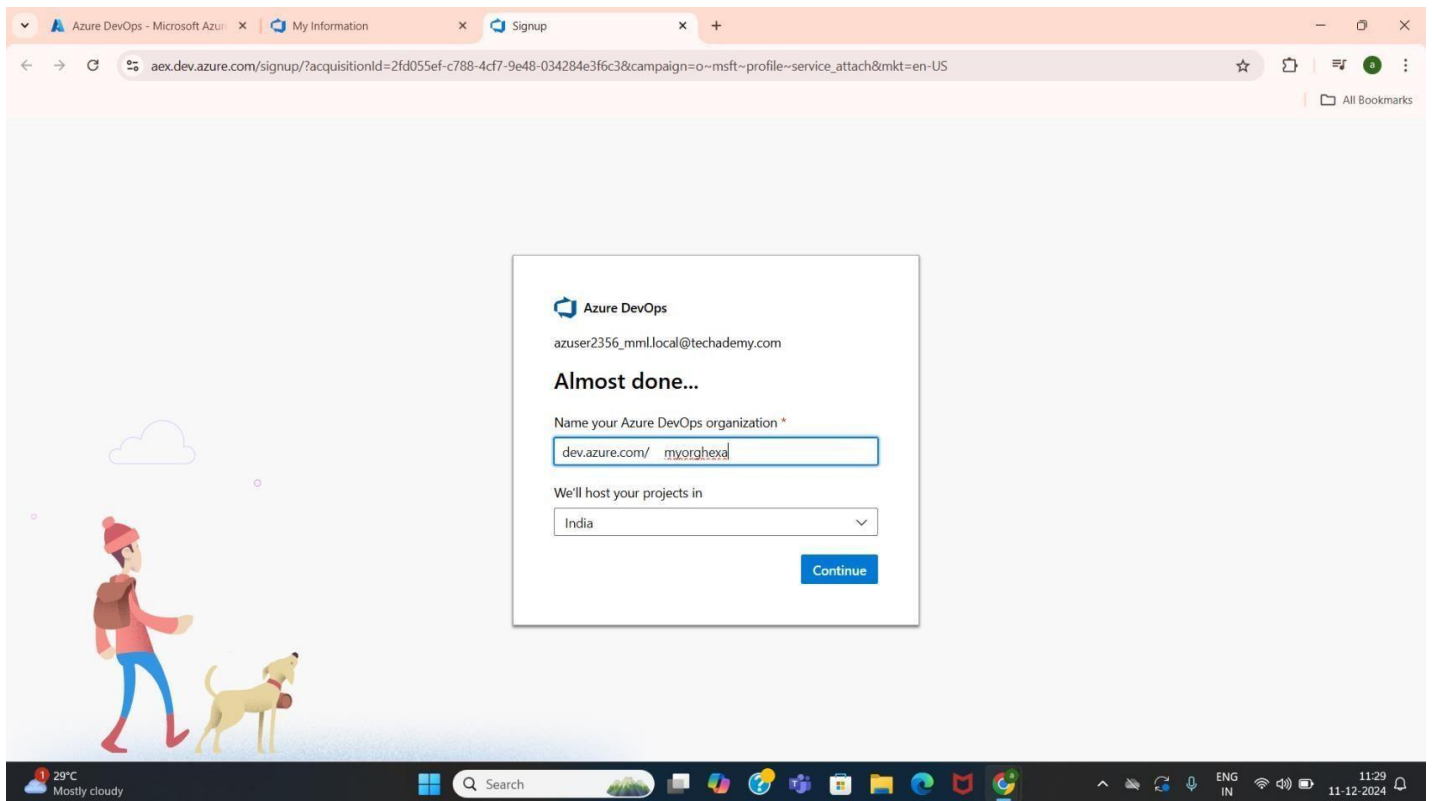 Azure DevOps - Microsoft Azur
My Information
Signup
aex.dev.azure.com/signup/?acquisitionId=2fd055ef-c788-4cf7-9e48-034284e3f6c3&campaign=o~msft~profile~service_attach&mkt=en-US
a
All Bookmarks
Azure DevOps
azuser2356_mml.local@techademy.com
Almost done...
Name your Azure DevOps organization *
dev.azure.com/ myorghexa
We'll host your projects in
India
Continue
1
29°C
Mostly cloudy
Search
ENG
IN
11:29
11-12-2024